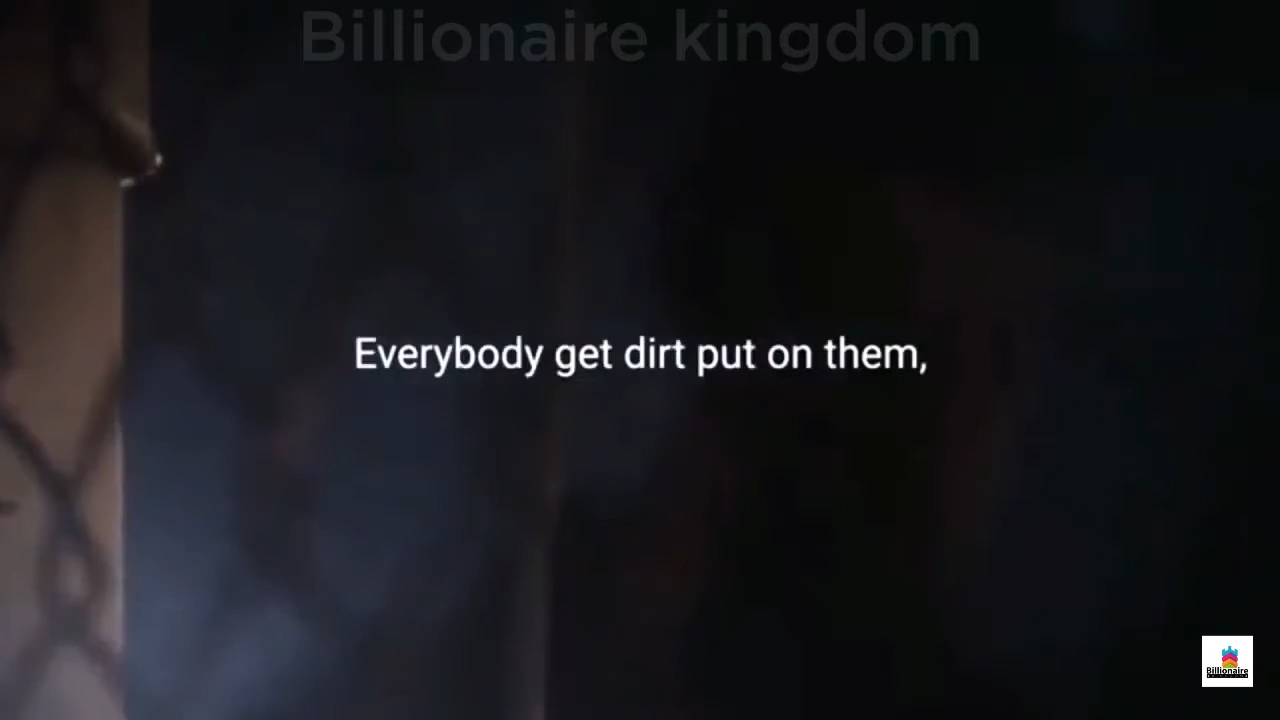 Billionaire kingdom
Everybody get dirt put on them,
Billionaire